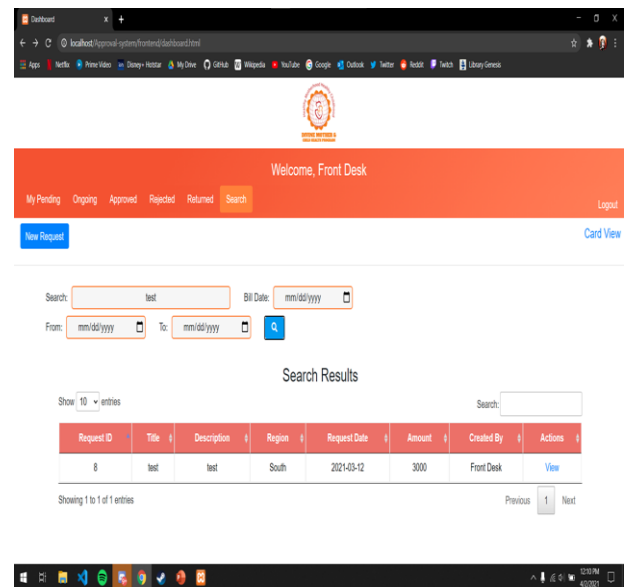 Dashboard
localhost/Approval-system/frontend/dashboard.html
Apps Netflix Prime Video Disney+ Hotstar My Drive GitHub Wikipedia YouTube Google Outlook Twitter Reddit Twitch Library Genesis
Welcome, Front Desk
My Pending Ongoing Approved Rejected Returned Search
Logout
New Request Card View
Search: test Bill Date: mm/dd/yyyy
From: mm/dd/yyyy To: mm/dd/yyyy
Search Results
Show 10 entries Search:
Request ID Title Description Region Request Date Amount Created By Actions
8 test test South 2021-03-12 3000 Front Desk View
Showing 1 to 1 of 1 entries Previous 1 Next
12:10 PM
4/2/2021